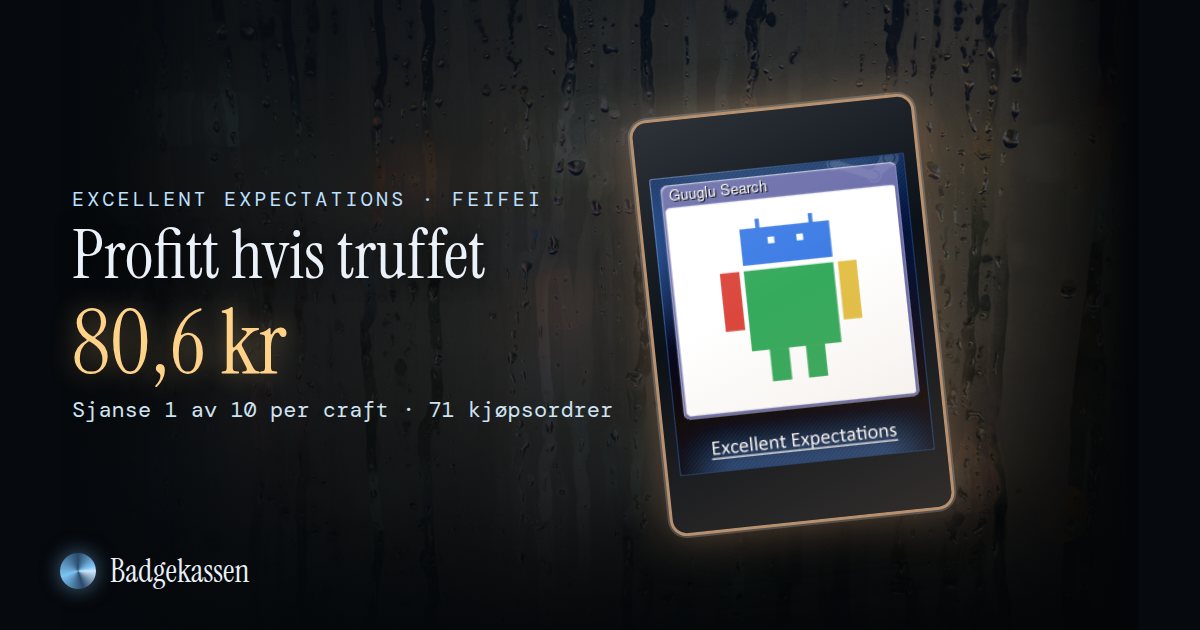 EXCELLENT EXPECTATIONS · FEIFEI
Profitt hvis truffet
80,6 kr
Sjanse 1 av 10 per craft · 71 kjøpsordrer
Guuglu Search
Excellent Expectations
Badgekassen